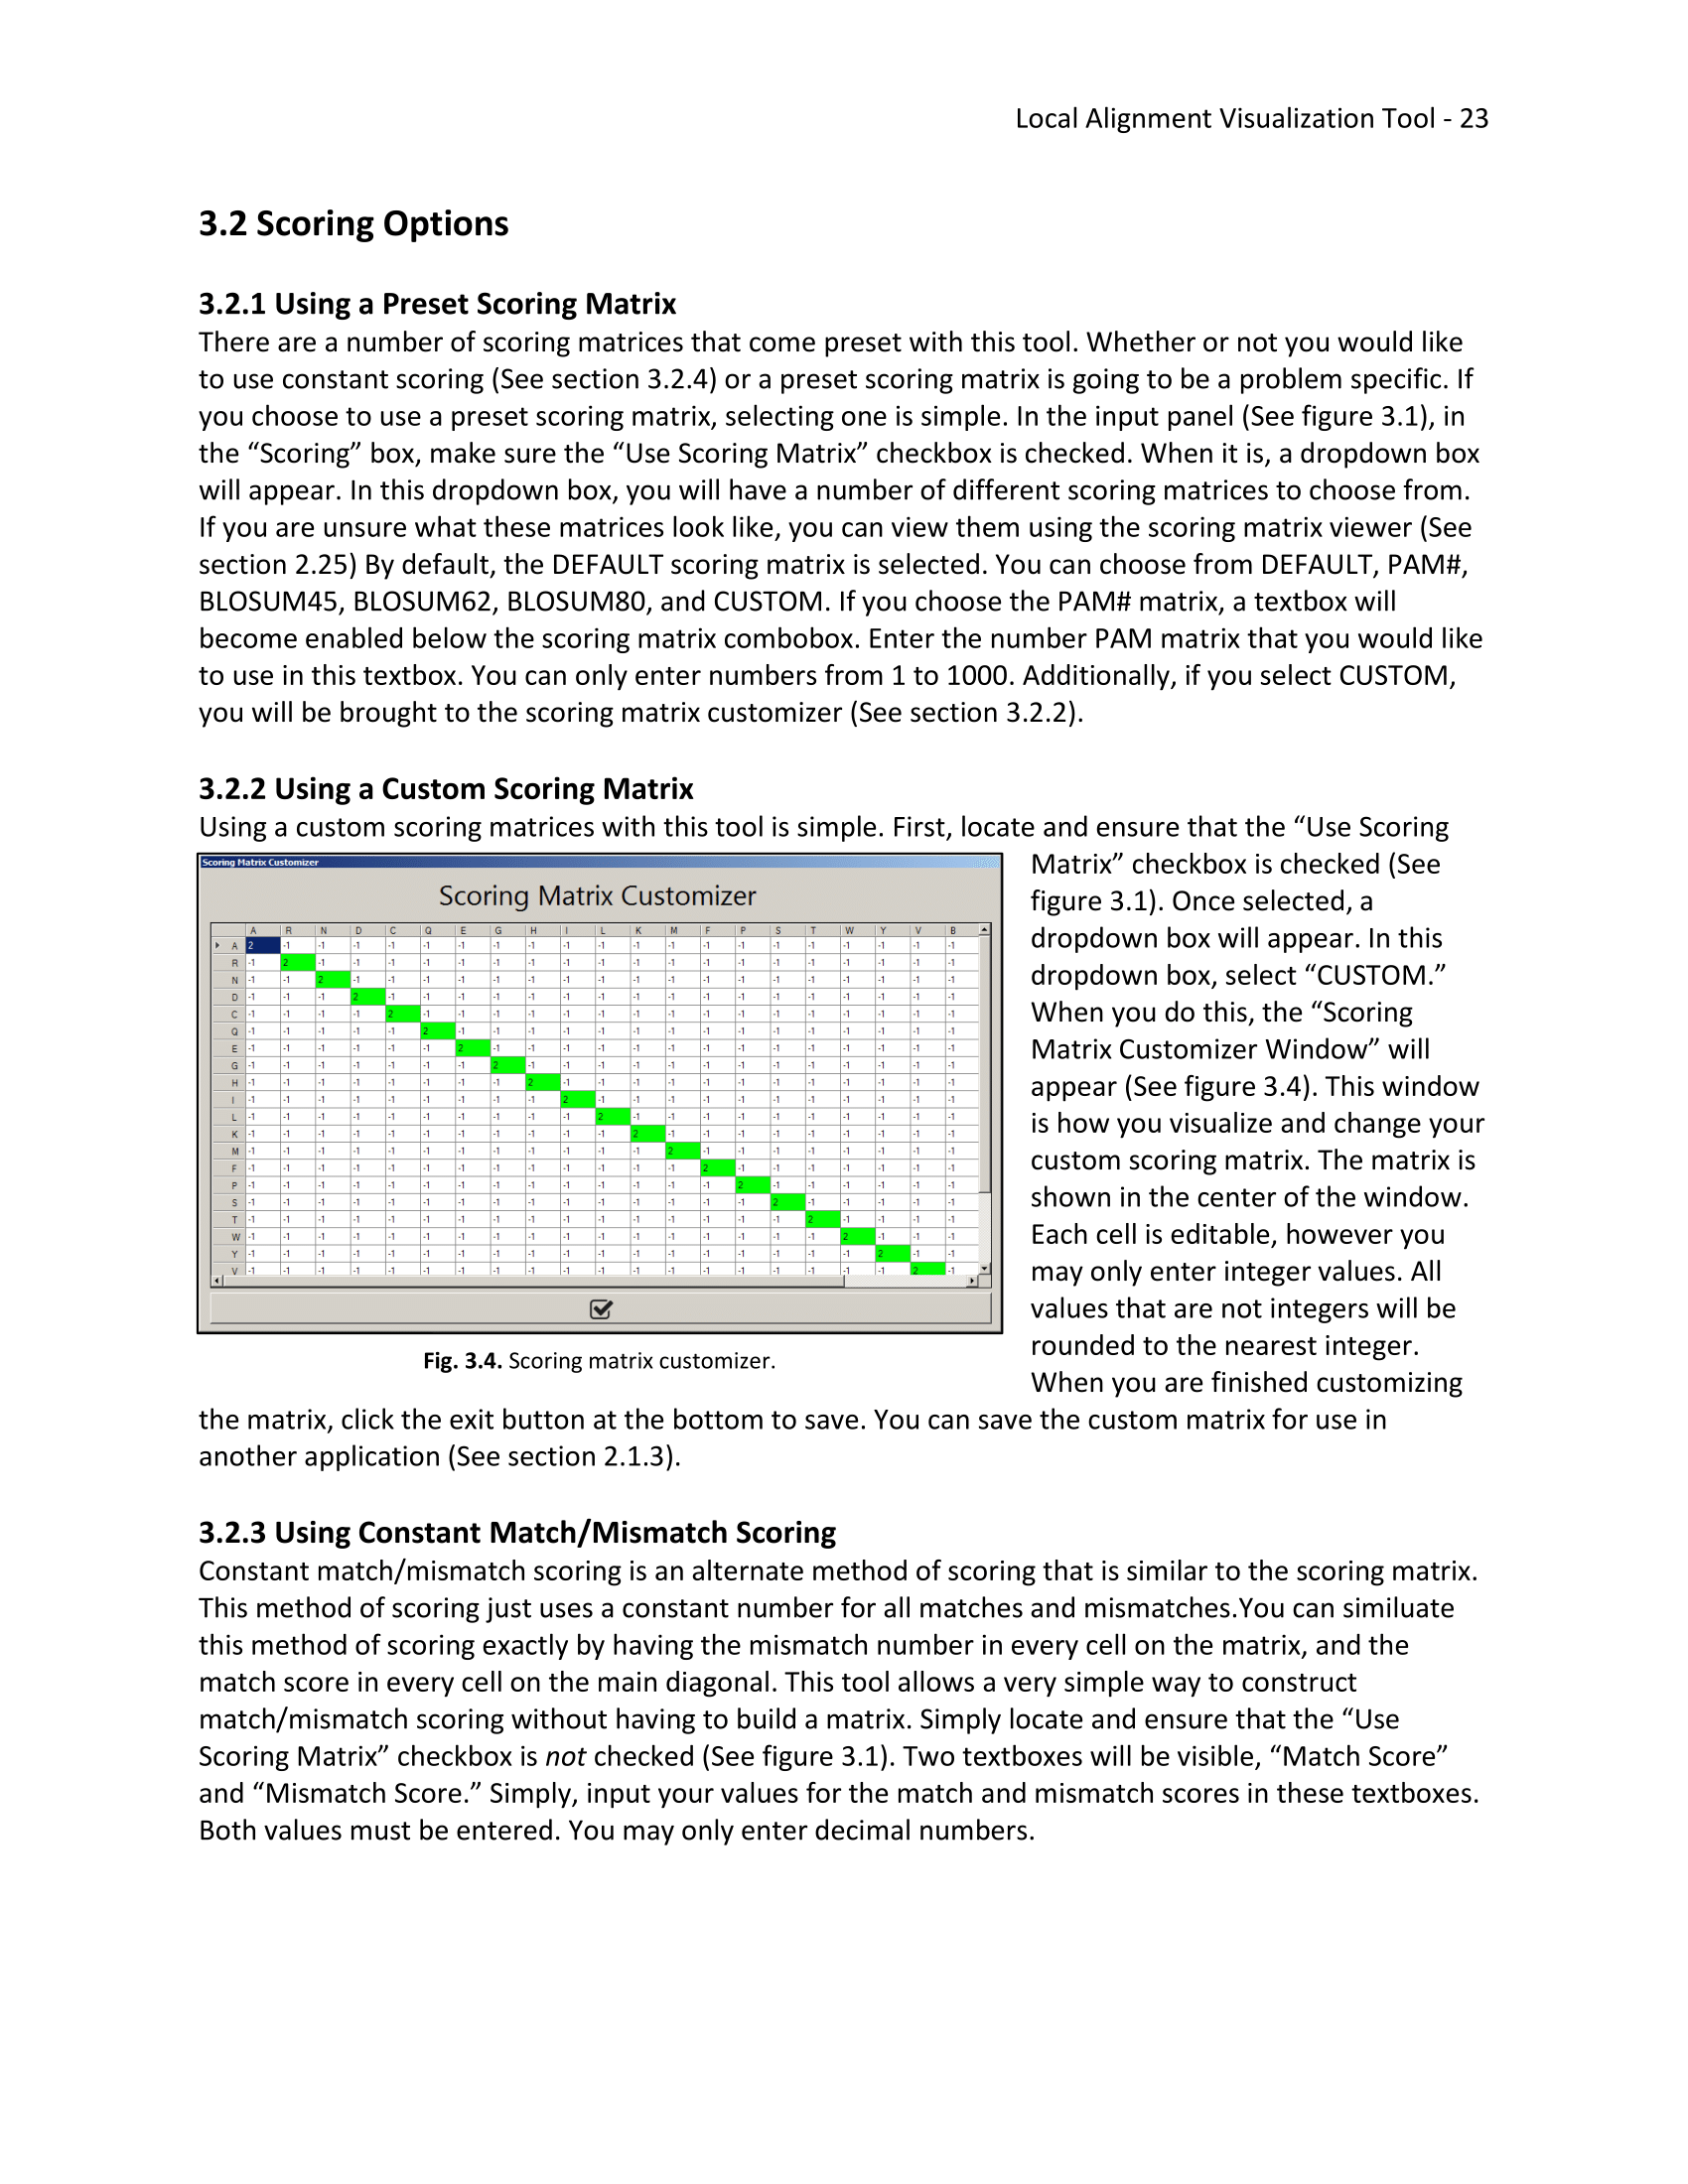 Local Alignment Visualization Tool - 23
3.2 Scoring Options
3.2.1 Using a Preset Scoring Matrix
There are a number of scoring matrices that come preset with this tool. Whether or not you would like
to use constant scoring (See section 3.2.4) or a preset scoring matrix is going to be a problem specific. If
you choose to use a preset scoring matrix, selecting one is simple. In the input panel (See figure 3.1), in
the “Scoring” box, make sure the “Use Scoring Matrix” checkbox is checked. When it is, a dropdown box
will appear. In this dropdown box, you will have a number of different scoring matrices to choose from.
If you are unsure what these matrices look like, you can view them using the scoring matrix viewer (See
section 2.25) By default, the DEFAULT scoring matrix is selected. You can choose from DEFAULT, PAM#,
BLOSUM45, BLOSUM62, BLOSUM80, and CUSTOM. If you choose the PAM# matrix, a textbox will
become enabled below the scoring matrix combobox. Enter the number PAM matrix that you would like
to use in this textbox. You can only enter numbers from 1 to 1000. Additionally, if you select CUSTOM,
you will be brought to the scoring matrix customizer (See section 3.2.2).
3.2.2 Using a Custom Scoring Matrix
Using a custom scoring matrices with this tool is simple. First, locate and ensure that the “Use Scoring
Matrix” checkbox is checked (See
figure 3.1). Once selected, a
dropdown box will appear. In this
dropdown box, select “CUSTOM.”
When you do this, the “Scoring
Matrix Customizer Window” will
appear (See figure 3.4). This window
is how you visualize and change your
custom scoring matrix. The matrix is
shown in the center of the window.
Each cell is editable, however you
may only enter integer values. All
values that are not integers will be
rounded to the nearest integer.
When you are finished customizing
the matrix, click the exit button at the bottom to save. You can save the custom matrix for use in
another application (See section 2.1.3).
Scoring Matrix Customizer
Scoring Matrix Customizer
A R N D C Q E G H I L K M F P S T W Y V B
A 2 -1 -1 -1 -1 -1 -1 -1 -1 -1 -1 -1 -1 -1 -1 -1 -1 -1 -1 -1 -1
R -1 2 -1 -1 -1 -1 -1 -1 -1 -1 -1 -1 -1 -1 -1 -1 -1 -1 -1 -1 -1
N -1 -1 2 -1 -1 -1 -1 -1 -1 -1 -1 -1 -1 -1 -1 -1 -1 -1 -1 -1 -1
D -1 -1 -1 2 -1 -1 -1 -1 -1 -1 -1 -1 -1 -1 -1 -1 -1 -1 -1 -1 -1
C -1 -1 -1 -1 2 -1 -1 -1 -1 -1 -1 -1 -1 -1 -1 -1 -1 -1 -1 -1 -1
Q -1 -1 -1 -1 -1 2 -1 -1 -1 -1 -1 -1 -1 -1 -1 -1 -1 -1 -1 -1 -1
E -1 -1 -1 -1 -1 -1 2 -1 -1 -1 -1 -1 -1 -1 -1 -1 -1 -1 -1 -1 -1
G -1 -1 -1 -1 -1 -1 -1 2 -1 -1 -1 -1 -1 -1 -1 -1 -1 -1 -1 -1 -1
H -1 -1 -1 -1 -1 -1 -1 -1 2 -1 -1 -1 -1 -1 -1 -1 -1 -1 -1 -1 -1
I -1 -1 -1 -1 -1 -1 -1 -1 -1 2 -1 -1 -1 -1 -1 -1 -1 -1 -1 -1 -1
L -1 -1 -1 -1 -1 -1 -1 -1 -1 -1 2 -1 -1 -1 -1 -1 -1 -1 -1 -1 -1
K -1 -1 -1 -1 -1 -1 -1 -1 -1 -1 -1 2 -1 -1 -1 -1 -1 -1 -1 -1 -1
M -1 -1 -1 -1 -1 -1 -1 -1 -1 -1 -1 -1 2 -1 -1 -1 -1 -1 -1 -1 -1
F -1 -1 -1 -1 -1 -1 -1 -1 -1 -1 -1 -1 -1 2 -1 -1 -1 -1 -1 -1 -1
P -1 -1 -1 -1 -1 -1 -1 -1 -1 -1 -1 -1 -1 -1 2 -1 -1 -1 -1 -1 -1
S -1 -1 -1 -1 -1 -1 -1 -1 -1 -1 -1 -1 -1 -1 -1 2 -1 -1 -1 -1 -1
T -1 -1 -1 -1 -1 -1 -1 -1 -1 -1 -1 -1 -1 -1 -1 -1 2 -1 -1 -1 -1
W -1 -1 -1 -1 -1 -1 -1 -1 -1 -1 -1 -1 -1 -1 -1 -1 -1 2 -1 -1 -1
Y -1 -1 -1 -1 -1 -1 -1 -1 -1 -1 -1 -1 -1 -1 -1 -1 -1 -1 2 -1 -1
V -1 -1 -1 -1 -1 -1 -1 -1 -1 -1 -1 -1 -1 -1 -1 -1 -1 -1 -1 2 -1
Fig. 3.4. Scoring matrix customizer.
3.2.3 Using Constant Match/Mismatch Scoring
Constant match/mismatch scoring is an alternate method of scoring that is similar to the scoring matrix.
This method of scoring just uses a constant number for all matches and mismatches.You can similuate
this method of scoring exactly by having the mismatch number in every cell on the matrix, and the
match score in every cell on the main diagonal. This tool allows a very simple way to construct
match/mismatch scoring without having to build a matrix. Simply locate and ensure that the “Use
Scoring Matrix” checkbox is not checked (See figure 3.1). Two textboxes will be visible, “Match Score”
and “Mismatch Score.” Simply, input your values for the match and mismatch scores in these textboxes.
Both values must be entered. You may only enter decimal numbers.